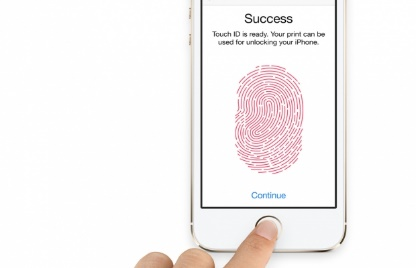 Success
Touch ID is ready. Your print can be
used for unlocking your iPhone.
Continue